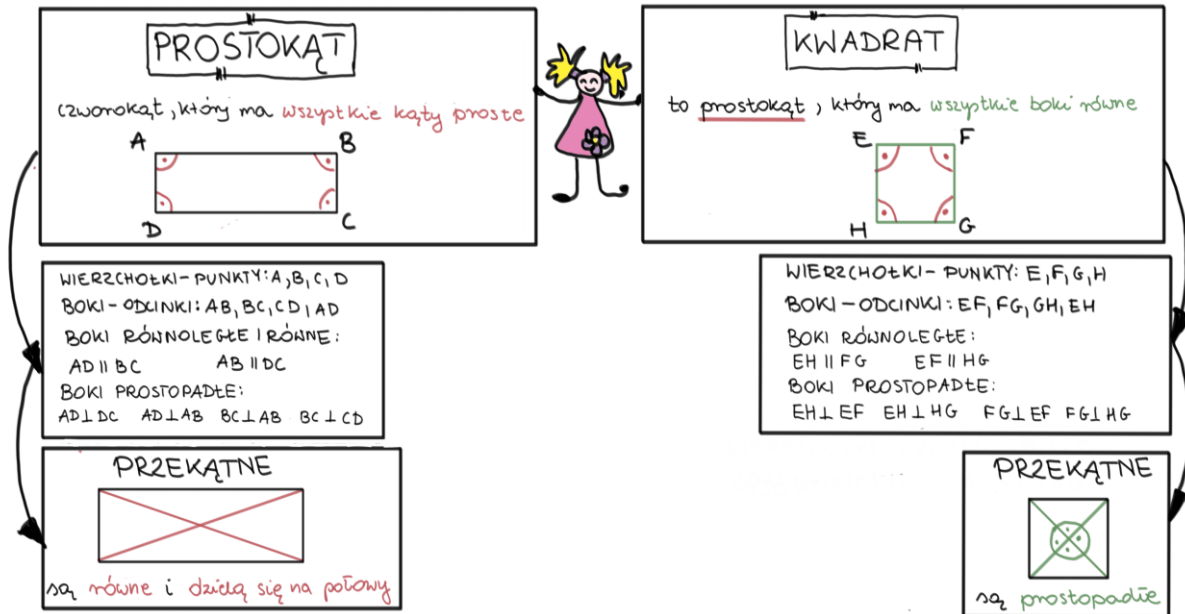 PROSTOKĄT
czworokąt, który ma wszystkie kąty proste
A B
D C
WIERZCHOŁKI - PUNKTY: A, B, C, D
BOKI - ODCINKI: AB, BC, CD, AD
BOKI RÓWNOLEGŁE I RÓWNE:
AD || BC AB || DC
BOKI PROSTOPADŁE:
AD ⊥ DC AD ⊥ AB BC ⊥ AB BC ⊥ CD
PRZEKĄTNE
są równe i dzielą się na połowy
KWADRAT
to prostokąt, który ma wszystkie boki równe
E F
H G
WIERZCHOŁKI - PUNKTY: E, F, G, H
BOKI - ODCINKI: EF, FG, GH, EH
BOKI RÓWNOLEGŁE:
EH || FG EF || HG
BOKI PROSTOPADŁE:
EH ⊥ EF EH ⊥ HG FG ⊥ EF FG ⊥ HG
PRZEKĄTNE
są prostopadłe